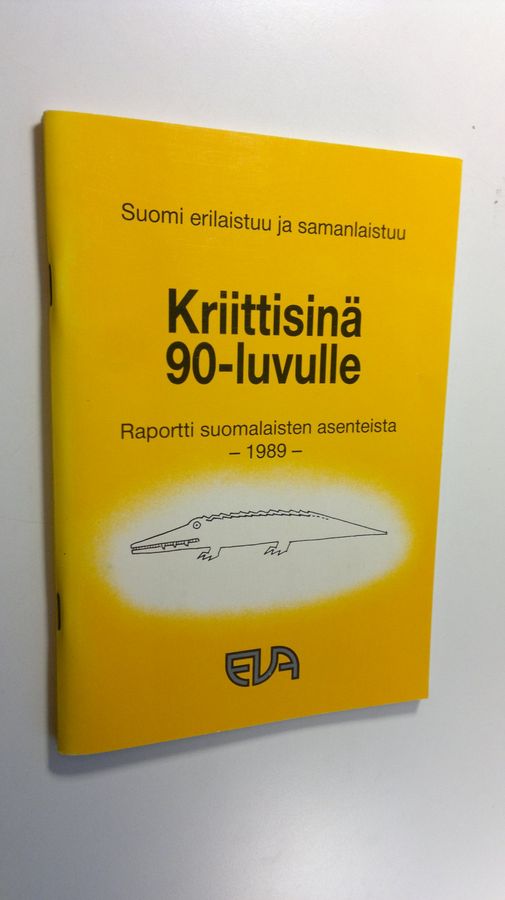 Suomi erilaistuu ja samanlaistuu
Kriittisinä
90-luvulle
Raportti suomalaisten asenteista
– 1989 –
EVA